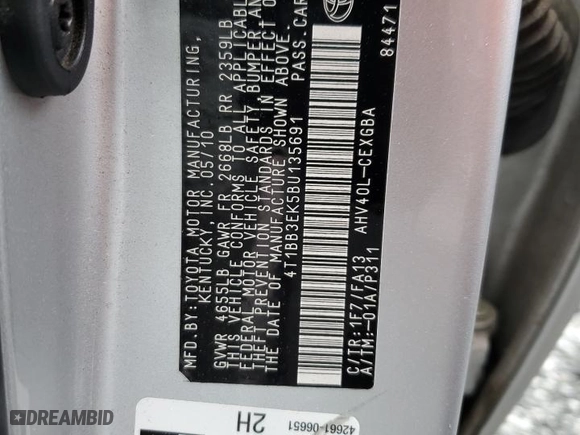 MFD. BY: TOYOTA MOTOR MANUFACTURING,
KENTUCKY, INC. 05/10
GVWR 4655LB GAWR FR 2668LB RR 2359LB
THIS VEHICLE CONFORMS TO ALL APPLICABLE
FEDERAL MOTOR VEHICLE SAFETY, BUMPER AND
THEFT PREVENTION STANDARDS IN EFFECT ON
THE DATE OF MANUFACTURE SHOWN ABOVE.
4T1BB3EK5BU135691 PASS.CAR
C/TR:1F7/FA13 AHV40L-CEXGBA
A/TM:-01A/P311 84471
42661-06651
2H
DREAMBID